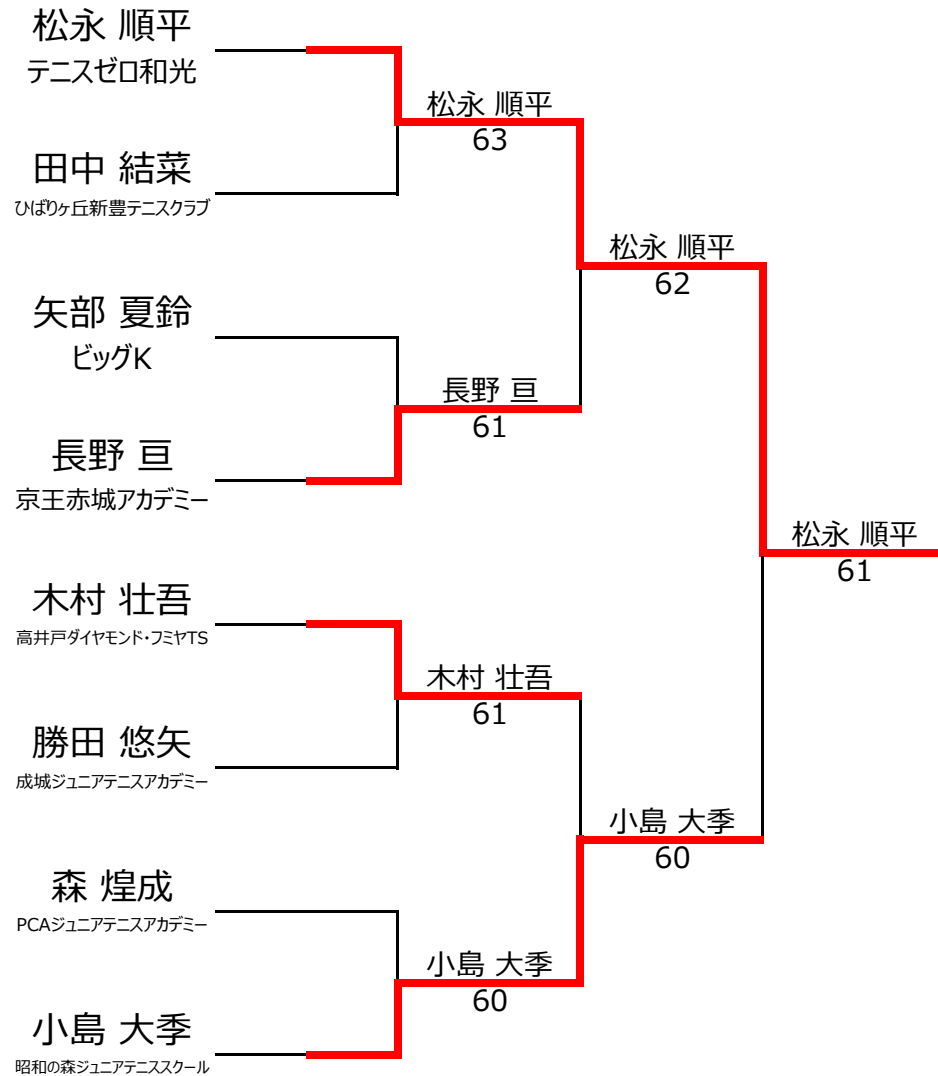 松永 順平
テニスゼロ和光
田中 結菜
ひばりヶ丘新豊テニスクラブ
矢部 夏鈴
ビッグK
長野 亘
京王赤城アカデミー
木村 壮吾
高井戸ダイヤモンド・フミヤTS
勝田 悠矢
成城ジュニアテニスアカデミー
森 煌成
PCAジュニアテニスアカデミー
小島 大季
昭和の森ジュニアテニススクール
松永 順平
63
長野 亘
61
木村 壮吾
61
小島 大季
60
松永 順平
62
小島 大季
60
松永 順平
61